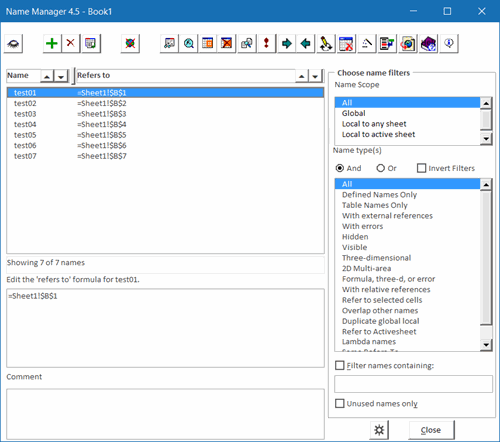 Name Manager 4.5 - Book1
Name
Refers to
test01 =Sheet1!$B$1
test02 =Sheet1!$B$2
test03 =Sheet1!$B$3
test04 =Sheet1!$B$4
test05 =Sheet1!$B$5
test06 =Sheet1!$B$6
test07 =Sheet1!$B$7
Showing 7 of 7 names
Edit the 'refers to' formula for test01.
=Sheet1!$B$1
Comment
Choose name filters
Name Scope
All
Global
Local to any sheet
Local to active sheet
Name type(s)
And Or Invert Filters
All
Defined Names Only
Table Names Only
With external references
With errors
Hidden
Visible
Three-dimensional
2D Multi-area
Formula, three-d, or error
With relative references
Refer to selected cells
Overlap other names
Duplicate global local
Refer to Activesheet
Lambda names
Some Refers To
Filter names containing:
Unused names only
Close